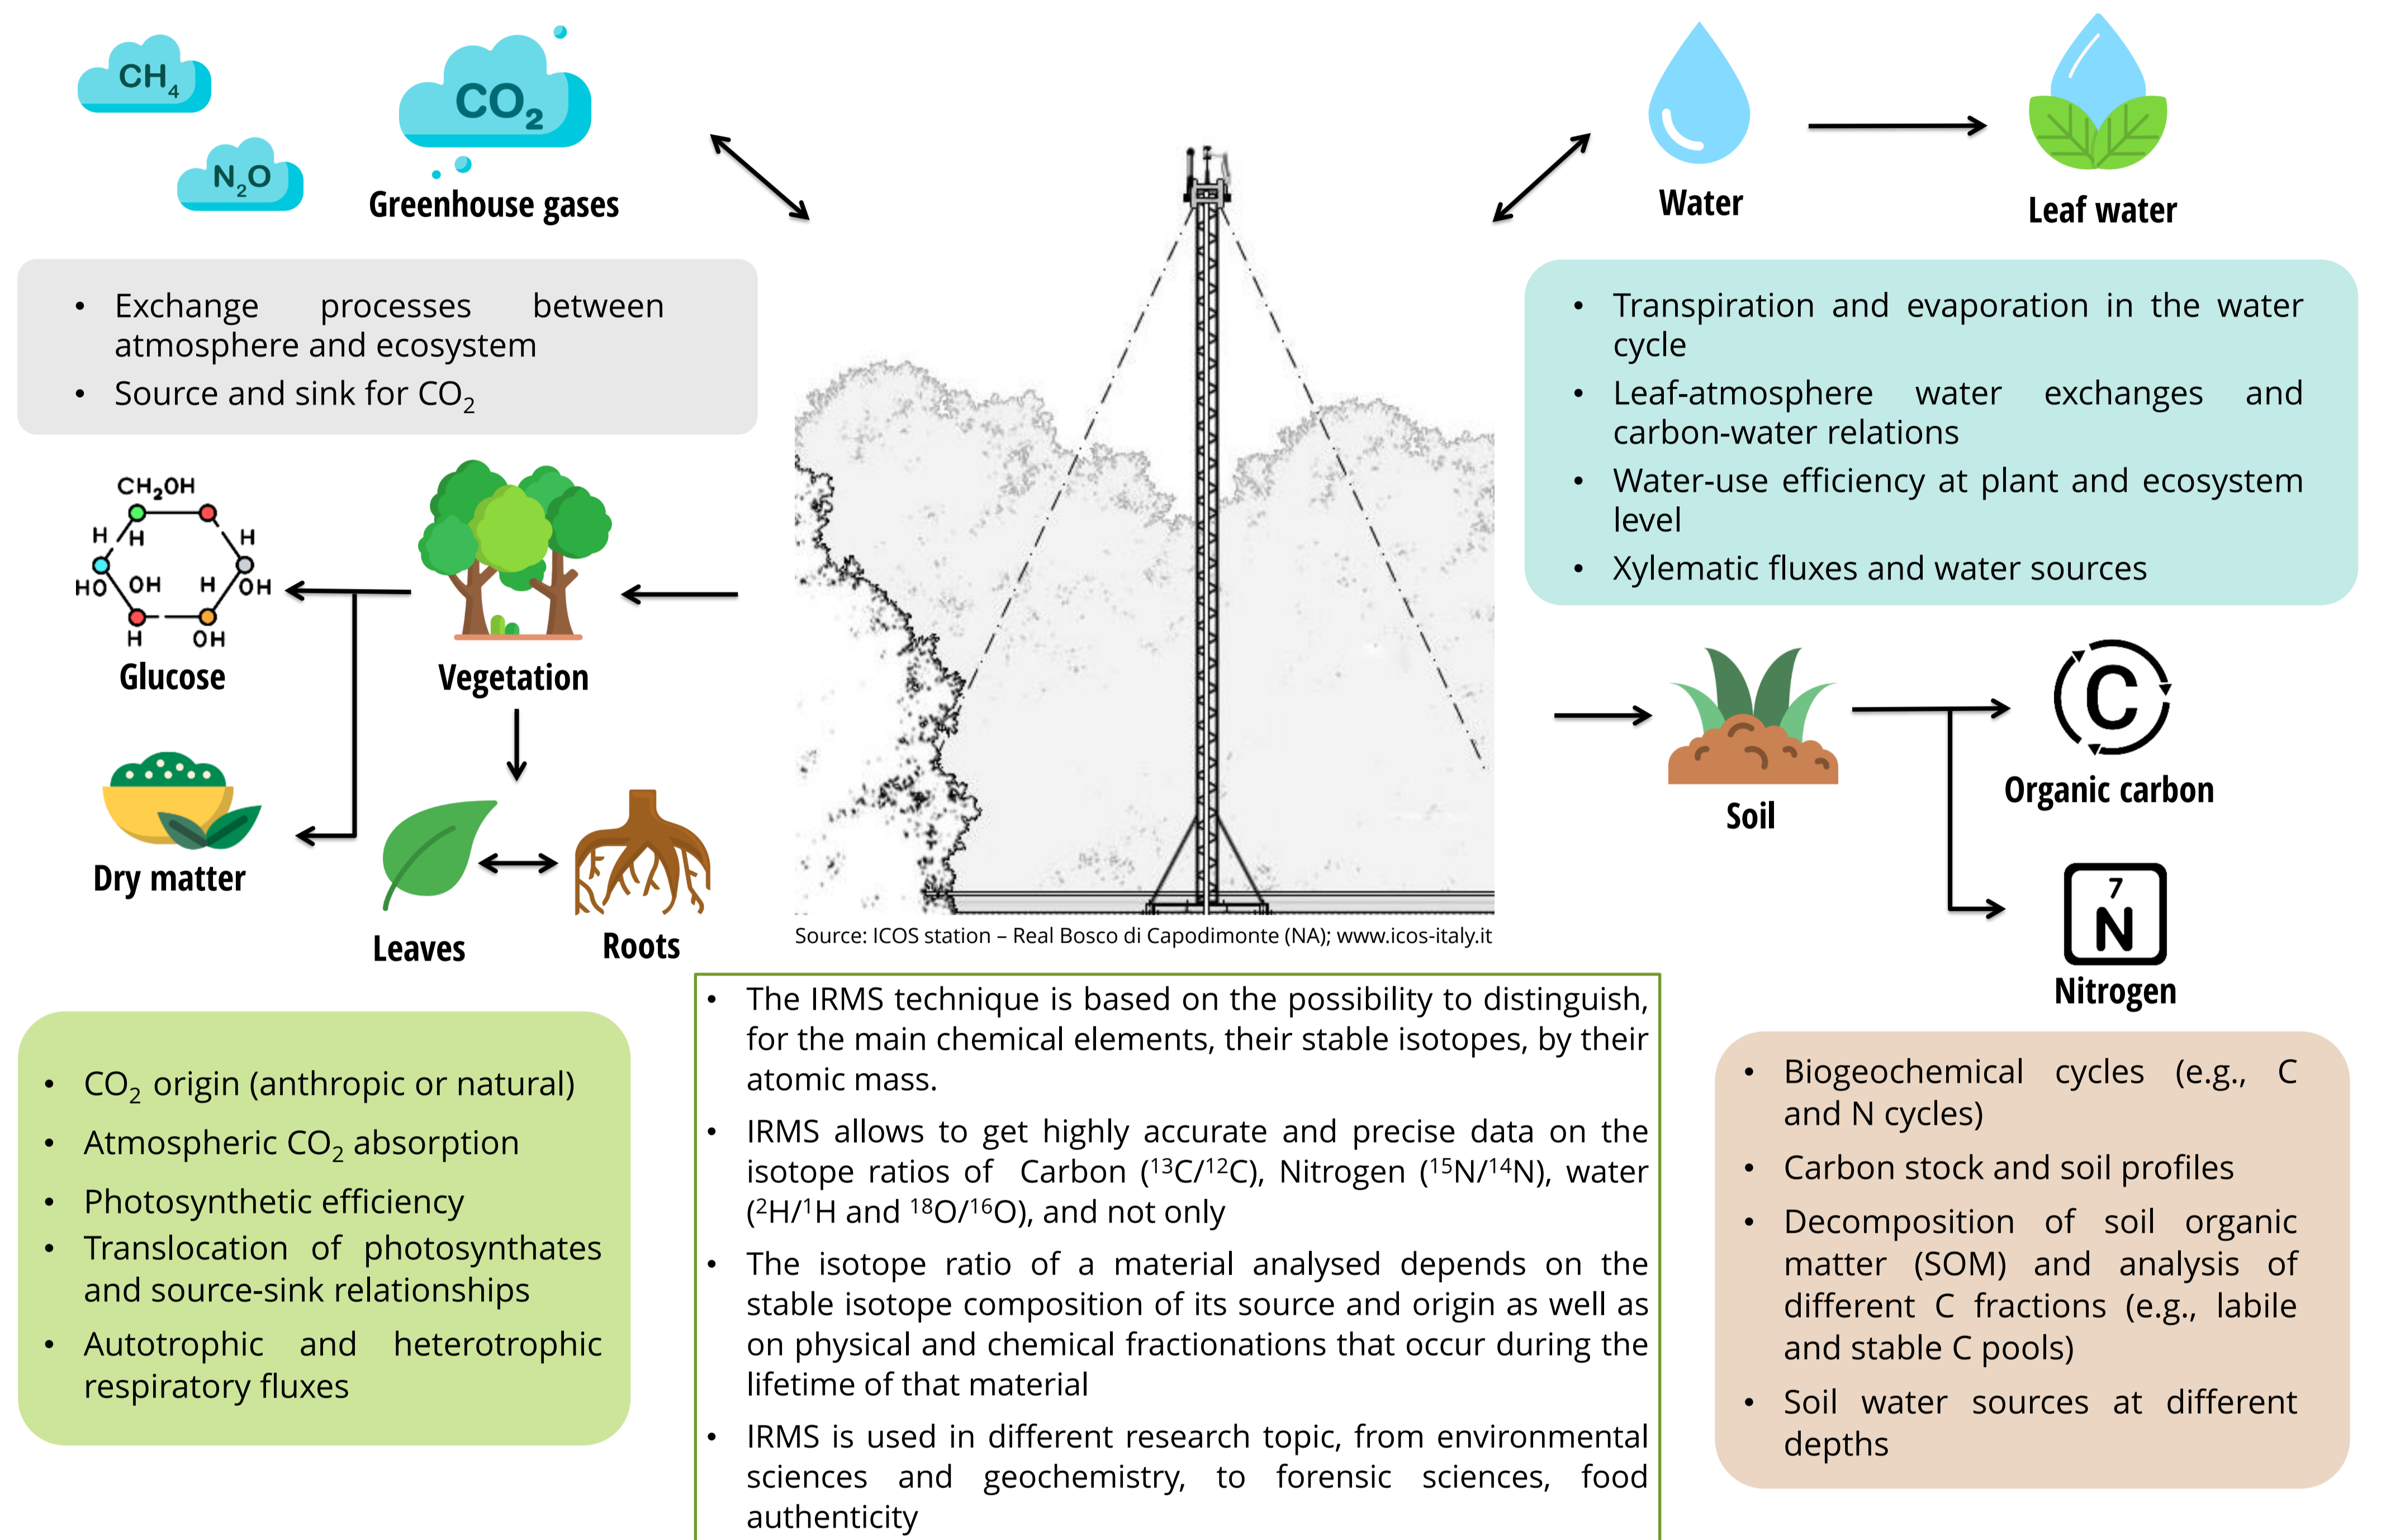 CH4
N2O
CO2
Greenhouse gases
Water
Leaf water
• Exchange processes between
atmosphere and ecosystem
• Source and sink for CO2
• Transpiration and evaporation in the water
cycle
• Leaf-atmosphere water exchanges and
carbon-water relations
• Water-use efficiency at plant and ecosystem
level
• Xylematic fluxes and water sources
CH2OH
H H H
HO OH H OH
H OH
Glucose
Vegetation
Dry matter
Leaves
Roots
Source: ICOS station – Real Bosco di Capodimonte (NA); www.icos-italy.it
Soil
C
Organic carbon
7
N
Nitrogen
• CO2 origin (anthropic or natural)
• Atmospheric CO2 absorption
• Photosynthetic efficiency
• Translocation of photosynthates
and source-sink relationships
• Autotrophic and heterotrophic
respiratory fluxes
• The IRMS technique is based on the possibility to distinguish,
for the main chemical elements, their stable isotopes, by their
atomic mass.
• IRMS allows to get highly accurate and precise data on the
isotope ratios of Carbon (13C/12C), Nitrogen (15N/14N), water
(2H/1H and 18O/16O), and not only
• The isotope ratio of a material analysed depends on the
stable isotope composition of its source and origin as well as
on physical and chemical fractionations that occur during the
lifetime of that material
• IRMS is used in different research topic, from environmental
sciences and geochemistry, to forensic sciences, food
authenticity
• Biogeochemical cycles (e.g., C
and N cycles)
• Carbon stock and soil profiles
• Decomposition of soil organic
matter (SOM) and analysis of
different C fractions (e.g., labile
and stable C pools)
• Soil water sources at different
depths